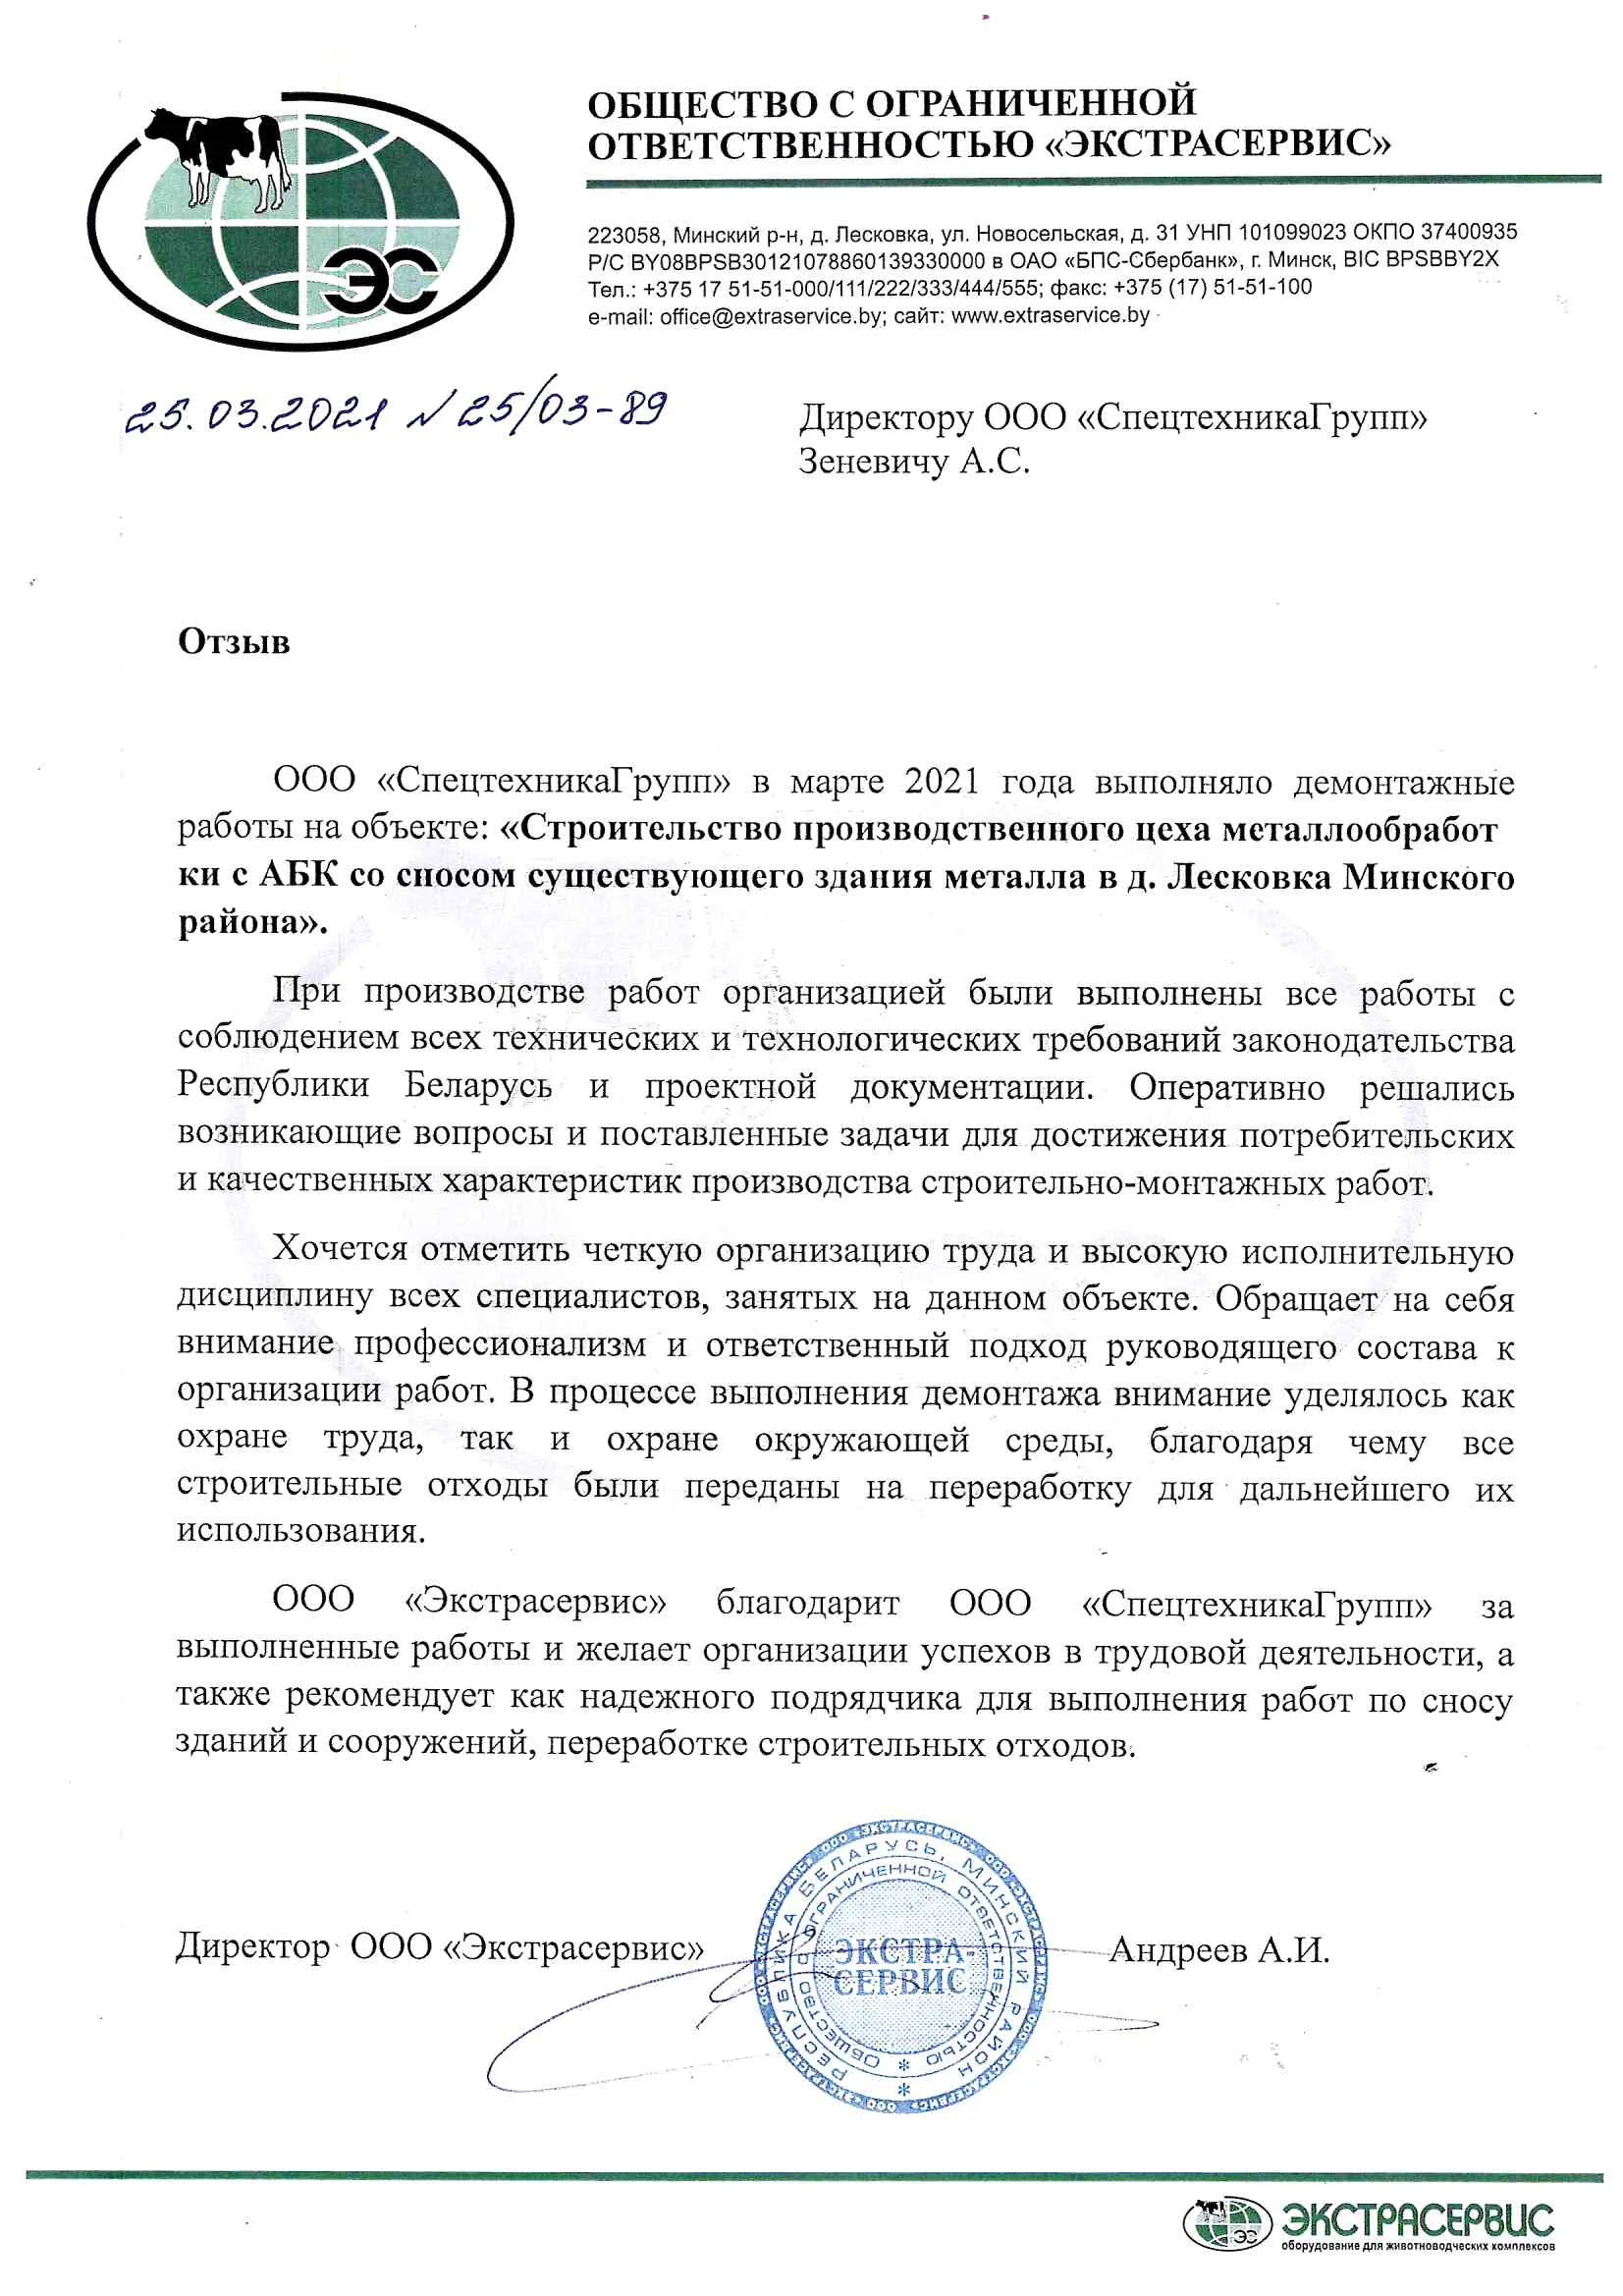 ОБЩЕСТВО С ОГРАНИЧЕННОЙ
ОТВЕТСТВЕННОСТЬЮ «ЭКСТРАСЕРВИС»
ЭС
223058, Минский р-н, д. Лесковка, ул. Новосельская, д. 31 УНП 101099023 ОКПО 37400935
Р/С BY08BPSB30121078860139330000 в ОАО «БПС-Сбербанк», г. Минск, BIC BPSBBY2X
Тел.: +375 17 51-51-000/111/222/333/444/555; факс: +375 (17) 51-51-100
e-mail: office@extraservice.by; сайт: www.extraservice.by
25.03.2021 N 25/03-89
Директору ООО «СпецтехникаГрупп»
Зеневичу А.С.
Отзыв
ООО «СпецтехникаГрупп» в марте 2021 года выполняло демонтажные
работы на объекте: «Строительство производственного цеха металлообработ
ки с АБК со сносом существующего здания металла в д. Лесковка Минского
района».
При производстве работ организацией были выполнены все работы с
соблюдением всех технических и технологических требований законодательства
Республики Беларусь и проектной документации. Оперативно решались
возникающие вопросы и поставленные задачи для достижения потребительских
и качественных характеристик производства строительно-монтажных работ.
Хочется отметить четкую организацию труда и высокую исполнительную
дисциплину всех специалистов, занятых на данном объекте. Обращает на себя
внимание профессионализм и ответственный подход руководящего состава к
организации работ. В процессе выполнения демонтажа внимание уделялось как
охране труда, так и охране окружающей среды, благодаря чему все
строительные отходы были переданы на переработку для дальнейшего их
использования.
ООО «Экстрасервис» благодарит ООО «СпецтехникаГрупп» за
выполненные работы и желает организации успехов в трудовой деятельности, а
также рекомендует как надежного подрядчика для выполнения работ по сносу
зданий и сооружений, переработке строительных отходов.
Директор ООО «Экстрасервис»
Андреев А.И.
РЕСПУБЛИКА БЕЛАРУСЬ, МИНСКИЙ РАЙОН *
ОБЩЕСТВО С ОГРАНИЧЕННОЙ ОТВЕТСТВЕННОСТЬЮ *
ЭКСТРА-
СЕРВИС
ЭС
ЭКСТРАСЕРВИС
оборудование для животноводческих комплексов